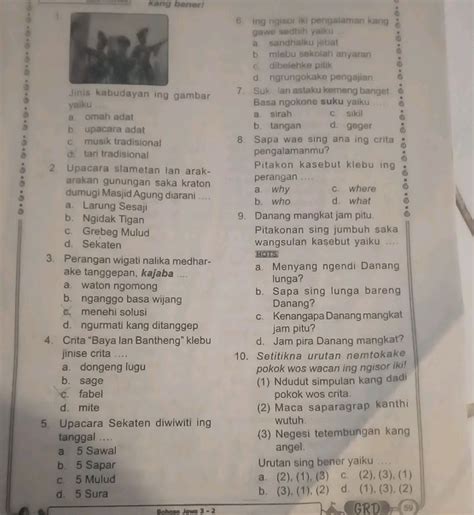 kang bener!
1.
Jinis kabudayan ing gambar
yaiku ....
a. omah adat
b. upacara adat
c. musik tradisional
d. tari tradisional
2. Upacara slametan lan arak-
arakan gunungan saka kraton
dumugi Masjid Agung diarani ....
a. Larung Sesaji
b. Ngidak Tigan
c. Grebeg Mulud
d. Sekaten
3. Perangan wigati nalika medhar-
ake tanggepan, kajaba ....
a. waton ngomong
b. nganggo basa wijang
c. menehi solusi
d. ngurmati kang ditanggep
4. Crita "Baya lan Bantheng" klebu
jinise crita ....
a. dongeng lugu
b. sage
c. fabel
d. mite
5. Upacara Sekaten diwiwiti ing
tanggal ....
a. 5 Sawal
b. 5 Sapar
c. 5 Mulud
d. 5 Sura
6. Ing ngisor iki pengalaman kang
gawe sedhih yaiku
a. sandhalku jebat
b. mlebu sekolah anyaran
c. dibelehke pitik
d. ngrungokake pengajian
7. lan astaku kemeng banget.
Basa ngokone suku yaiku
a. sirah c. sikil
b. tangan d. geger
8. Sapa wae sing ana ing crita
pengalamanmu?
Pitakon kasebut klebu ing
perangan ....
a. why c. where
b. who d. what
9. Danang mangkat jam pitu.
Pitakonan sing jumbuh saka
wangsulan kasebut yaiku ....
HOTS
a. Menyang ngendi Danang
lunga?
b. Sapa sing lunga bareng
Danang?
c. Kenangapa Danang mangkat
jam pitu?
d. Jam pira Danang mangkat?
10. Setitikna urutan nemtokake
pokok wos wacan ing ngisor iki!
(1) Ndudut simpulan kang dadi
pokok wos crita.
(2) Maca saparagrap kanthi
wutuh.
(3) Negesi tetembungan kang
angel.
Urutan sing bener yaiku ....
a. (2), (1), (3) c. (2), (3), (1)
b. (3), (1), (2) d. (1), (3), (2)
Bahasa Jawa 3 - 2
GRD
59